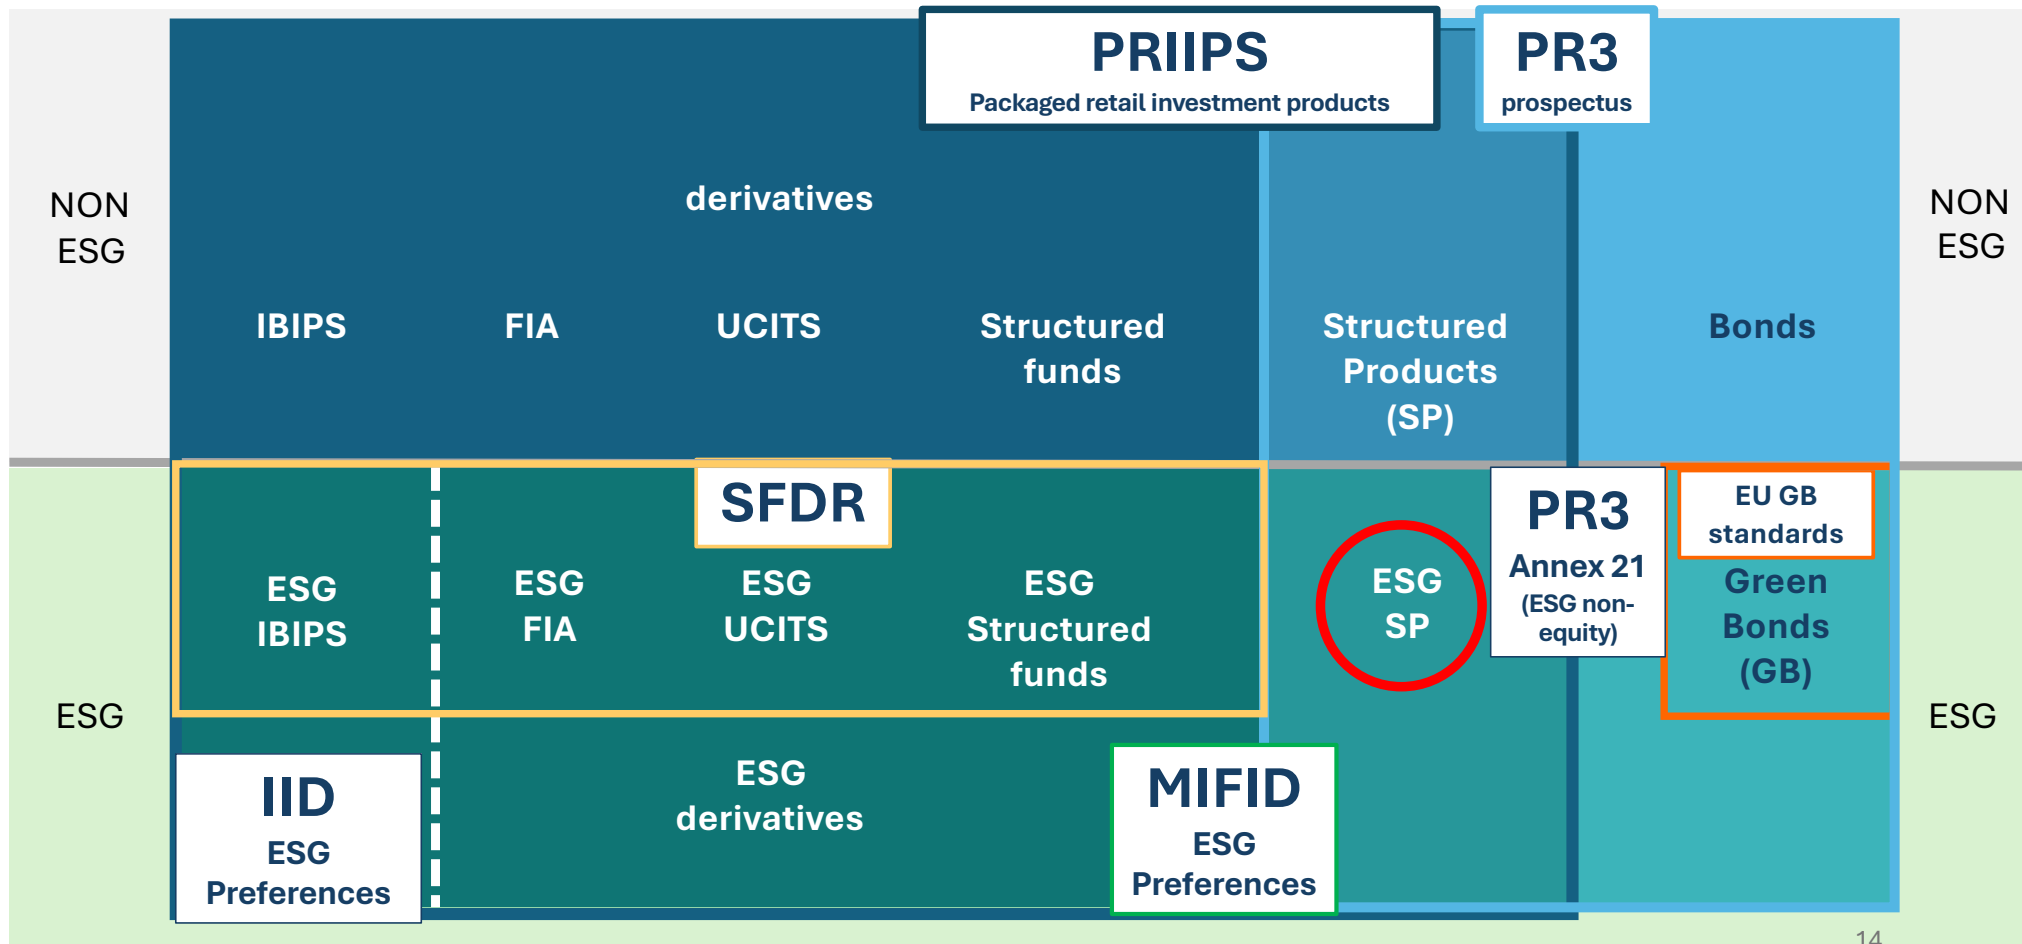 PRIIPS
Packaged retail investment products
PR3
prospectus
NON
ESG
derivatives
NON
ESG
IBIPS
FIA
UCITS
Structured
funds
Structured
Products
(SP)
Bonds
SFDR
PR3
Annex 21
(ESG non-
equity)
EU GB
standards
ESG
IBIPS
ESG
FIA
ESG
UCITS
ESG
Structured
funds
ESG
SP
Green
Bonds
(GB)
ESG
ESG
IID
ESG
Preferences
ESG
derivatives
MIFID
ESG
Preferences
14